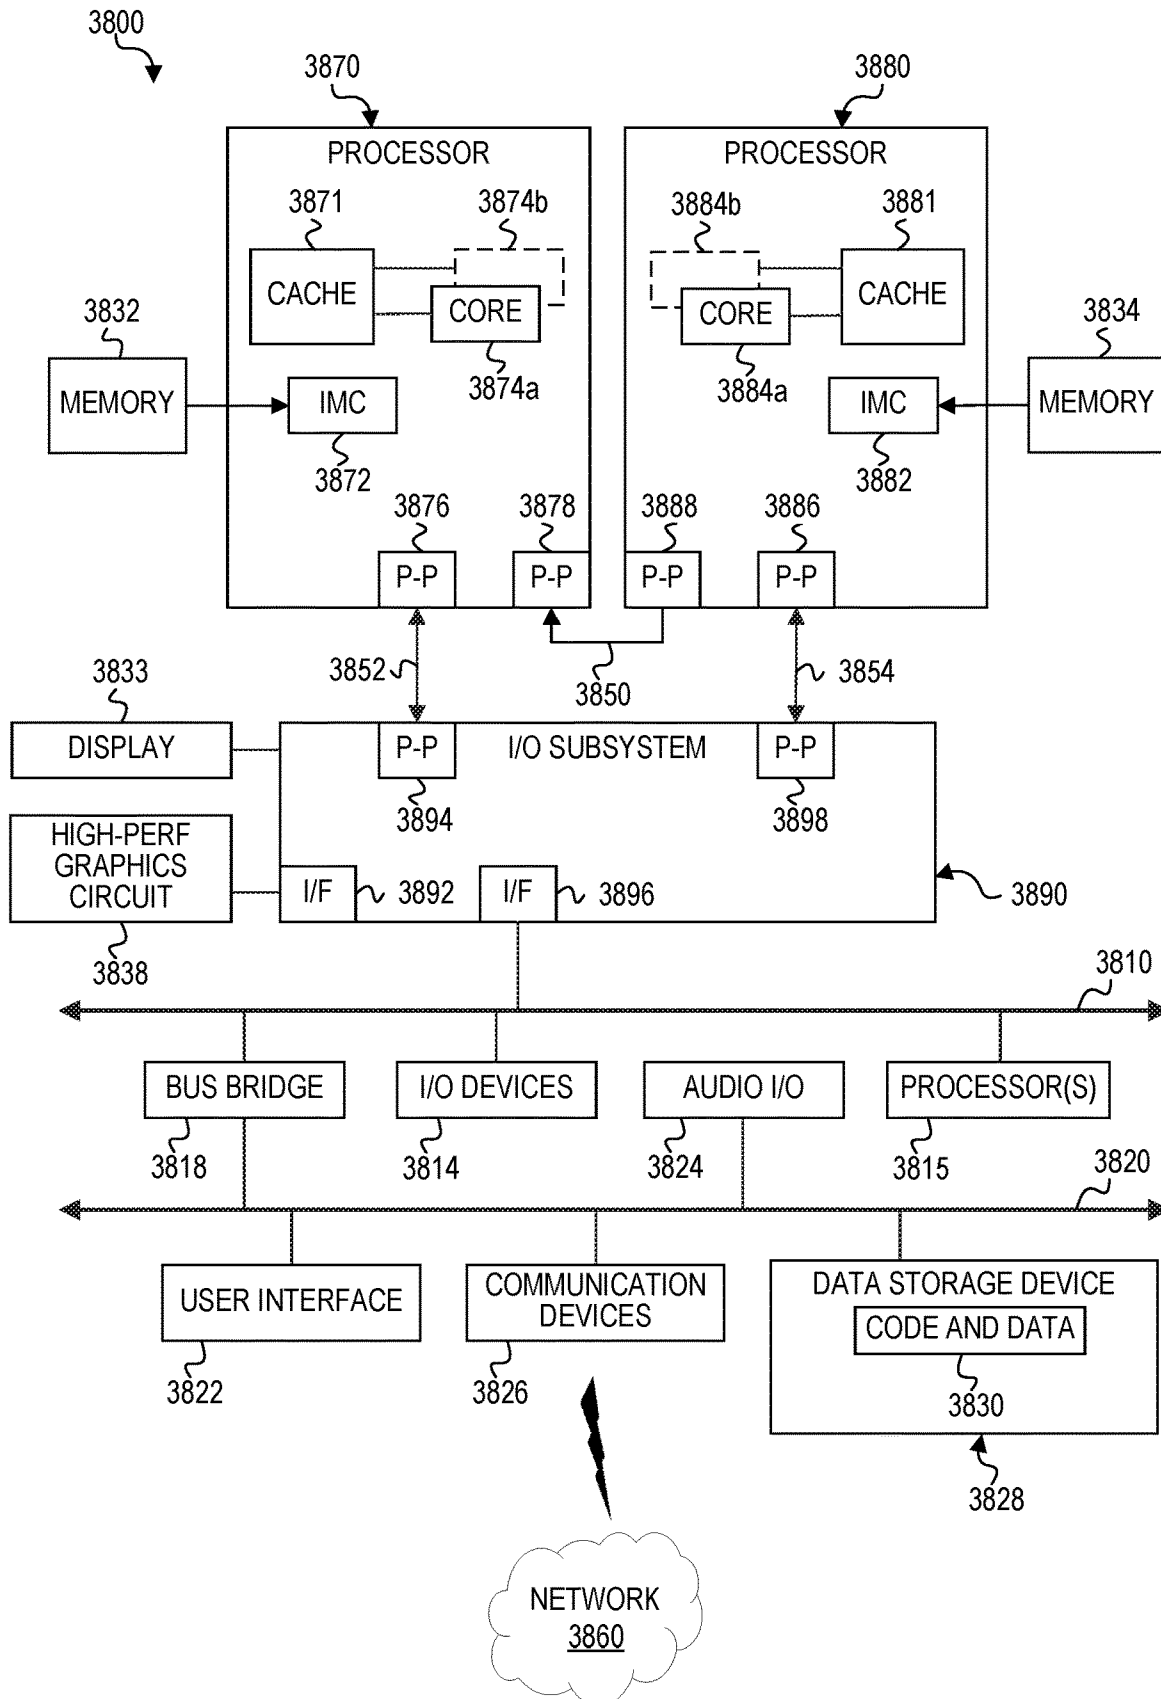 3800
3870
3880
PROCESSOR
PROCESSOR
3871
3874b
3884b
3881
CACHE
CORE
CORE
CACHE
3832
3834
3874a
3884a
MEMORY
IMC
IMC
MEMORY
3872
3882
3876
3878
3888
3886
P-P
P-P
P-P
P-P
3852
3850
3854
3833
DISPLAY
P-P
I/O SUBSYSTEM
P-P
3894
3898
HIGH-PERF
GRAPHICS
CIRCUIT
I/F
3892
I/F
3896
3890
3838
3810
BUS BRIDGE
I/O DEVICES
AUDIO I/O
PROCESSOR(S)
3818
3814
3824
3815
3820
USER INTERFACE
COMMUNICATION
DEVICES
DATA STORAGE DEVICE
CODE AND DATA
3822
3826
3830
3828
NETWORK
3860